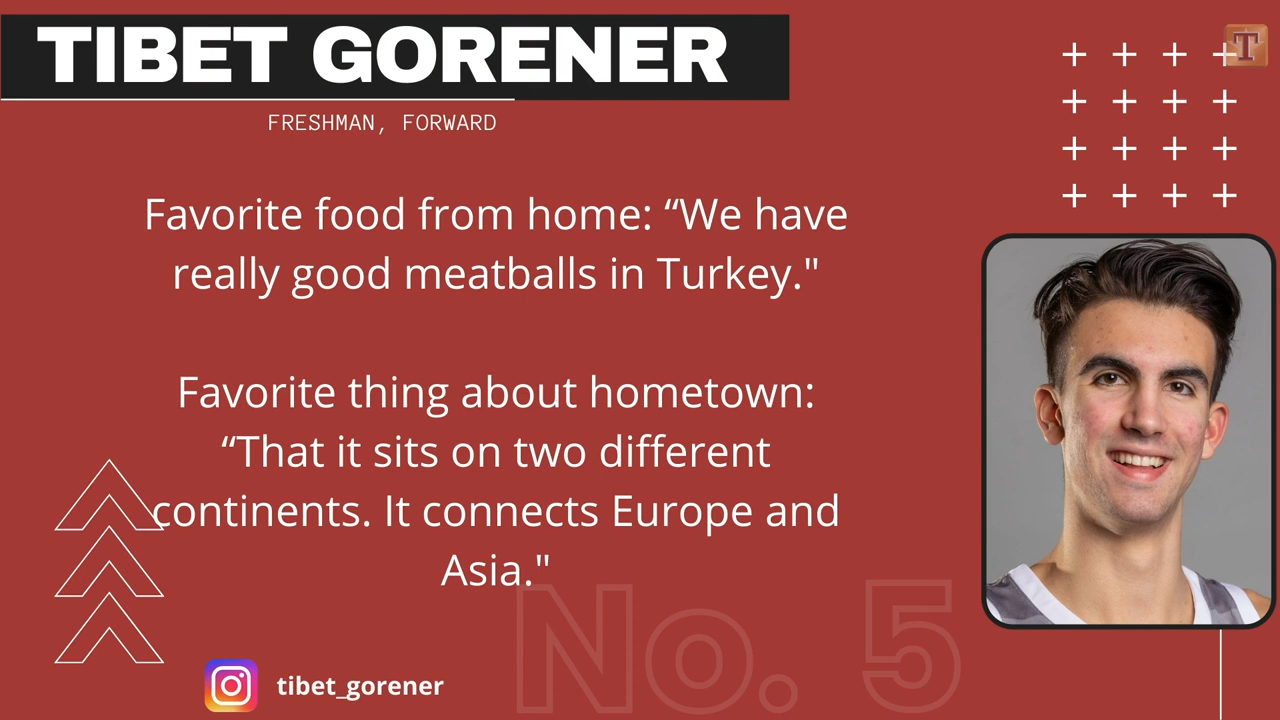 TIBET GORENER
T
FRESHMAN, FORWARD
Favorite food from home: “We have
really good meatballs in Turkey."
Favorite thing about hometown:
“That it sits on two different
continents. It connects Europe and
Asia."
No. 5
tibet_gorener